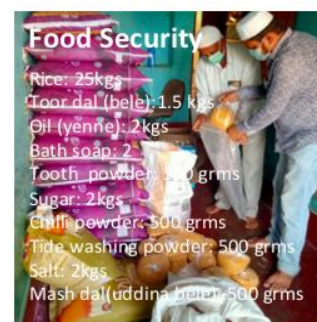 Food Security
Rice: 25kgs
Toor dal (bele):1.5 kgs
Oil (yenne): 2kgs
Bath soap: 2
Tooth powder: grms
Sugar: 2kgs
Chilli powder: 500 grms
Tide washing powder: 500 grms
Salt: 2kgs
Mash dal(uddina bele)-500 grms